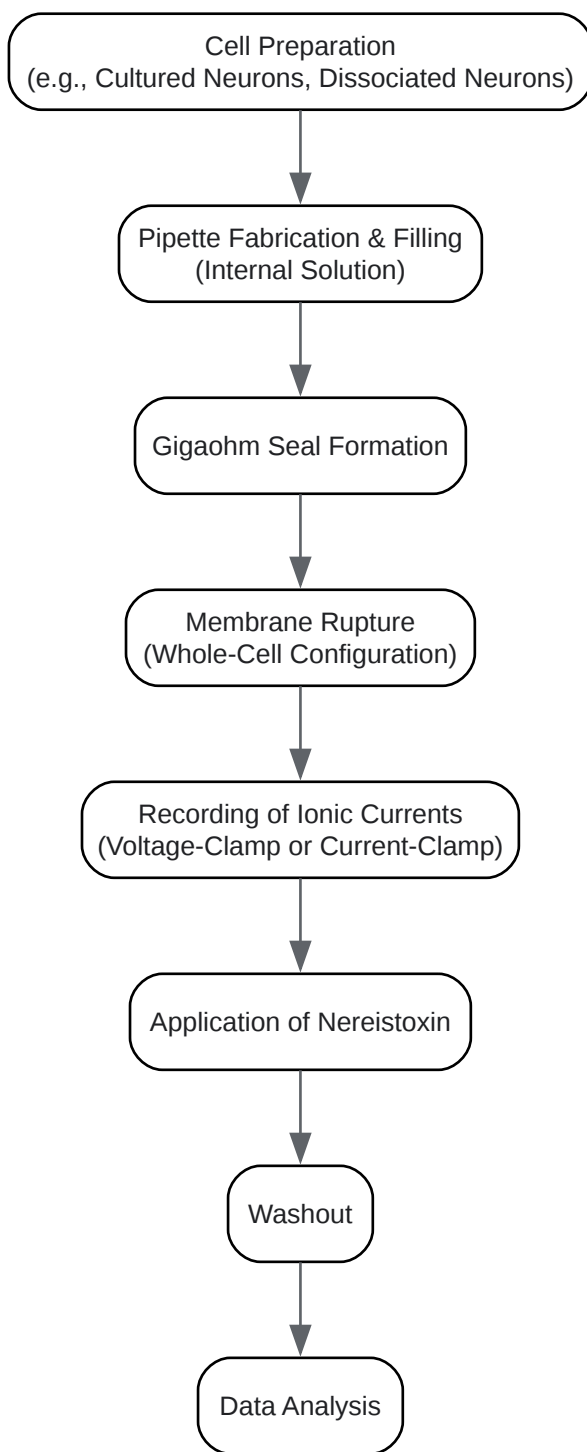 Cell Preparation
(e.g., Cultured Neurons, Dissociated Neurons)
Pipette Fabrication & Filling
(Internal Solution)
Gigaohm Seal Formation
Membrane Rupture
(Whole-Cell Configuration)
Recording of Ionic Currents
(Voltage-Clamp or Current-Clamp)
Application of Nereistoxin
Washout
Data Analysis